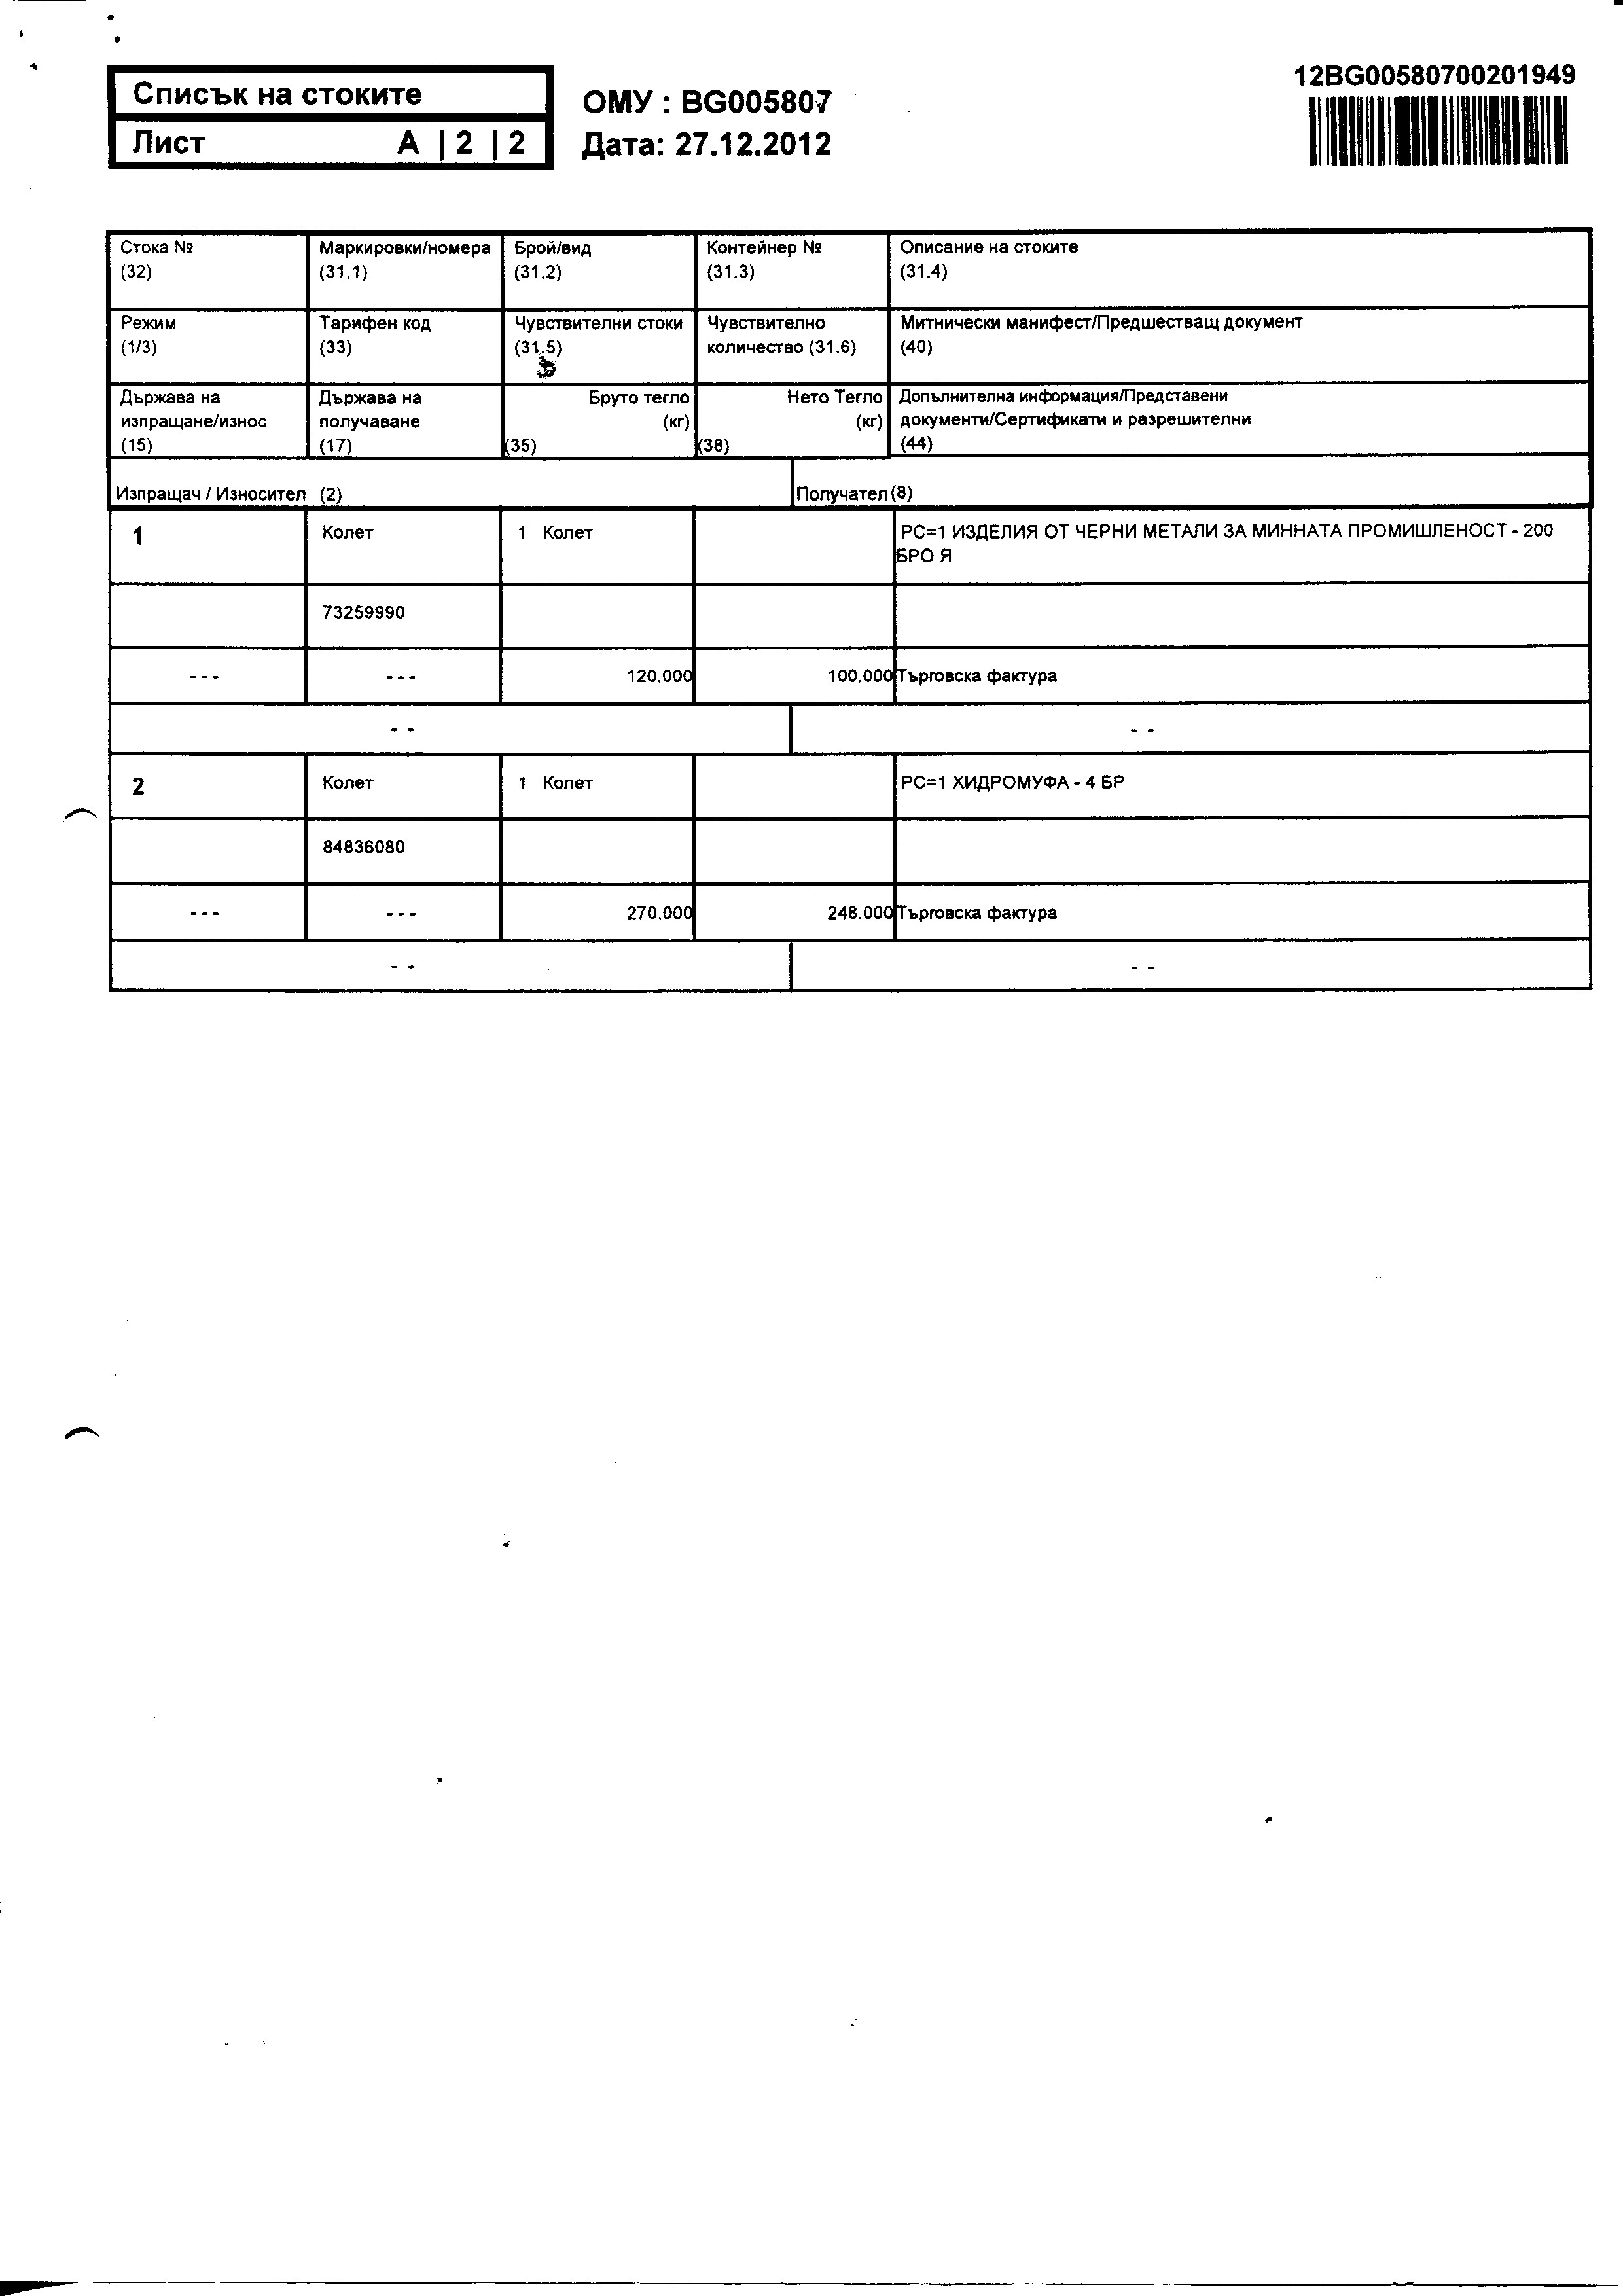 Списък на стоките
Лист A | 2 | 2
ОМУ : BG005807
Дата: 27.12.2012
12BG00580700201949
Стока № Маркировки/номера Брой/вид Контейнер № Описание на стоките
(32) (31.1) (31.2) (31.3) (31.4)
Режим Тарифен код Чувствителни стоки Чувствително Митнически манифест/Предшестващ документ
(1/3) (33) (31.5) количество (31.6) (40)
Държава на Държава на Бруто тегло Нето Тегло Допълнителна информация/Представени
изпращане/износ получаване (кг) (кг) документи/Сертификати и разрешителни
(15) (17) (35) (38) (44)
Изпращач / Износител (2) Получател (8)
1 Колет 1 Колет PC=1 ИЗДЕЛИЯ ОТ ЧЕРНИ МЕТАЛИ ЗА МИННАТА ПРОМИШЛЕНОСТ - 200
БРО Я
73259990
--- --- 120.000 100.000 Търговска фактура
- - - -
2 Колет 1 Колет PC=1 ХИДРОМУФА - 4 БР
84836080
--- --- 270.000 248.000 Търговска фактура
- - - -